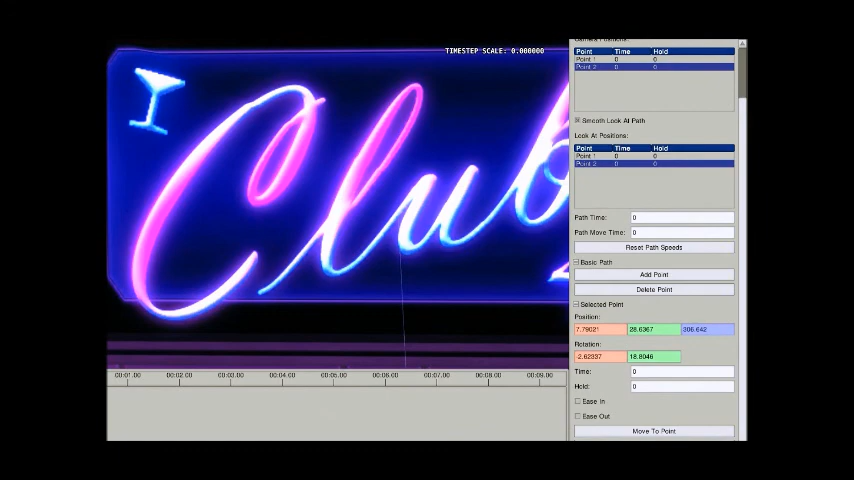 TIMESTEP SCALE: 0.000000
Club
Camera Positions:
Point Time Hold
Point 1 0 0
Point 2 0 0
Smooth Look At Path
Look At Positions:
Point Time Hold
Point 1 0 0
Point 2 0 0
Path Time: 0
Path Move Time: 0
Reset Path Speeds
Basic Path
Add Point
Delete Point
Selected Point
Position:
7.79021 28.6367 306.642
Rotation:
-2.62337 18.8046
Time: 0
Hold: 0
Ease In
Ease Out
Move To Point
00:01.00 00:02.00 00:03.00 00:04.00 00:05.00 00:06.00 00:07.00 00:08.00 00:09.00